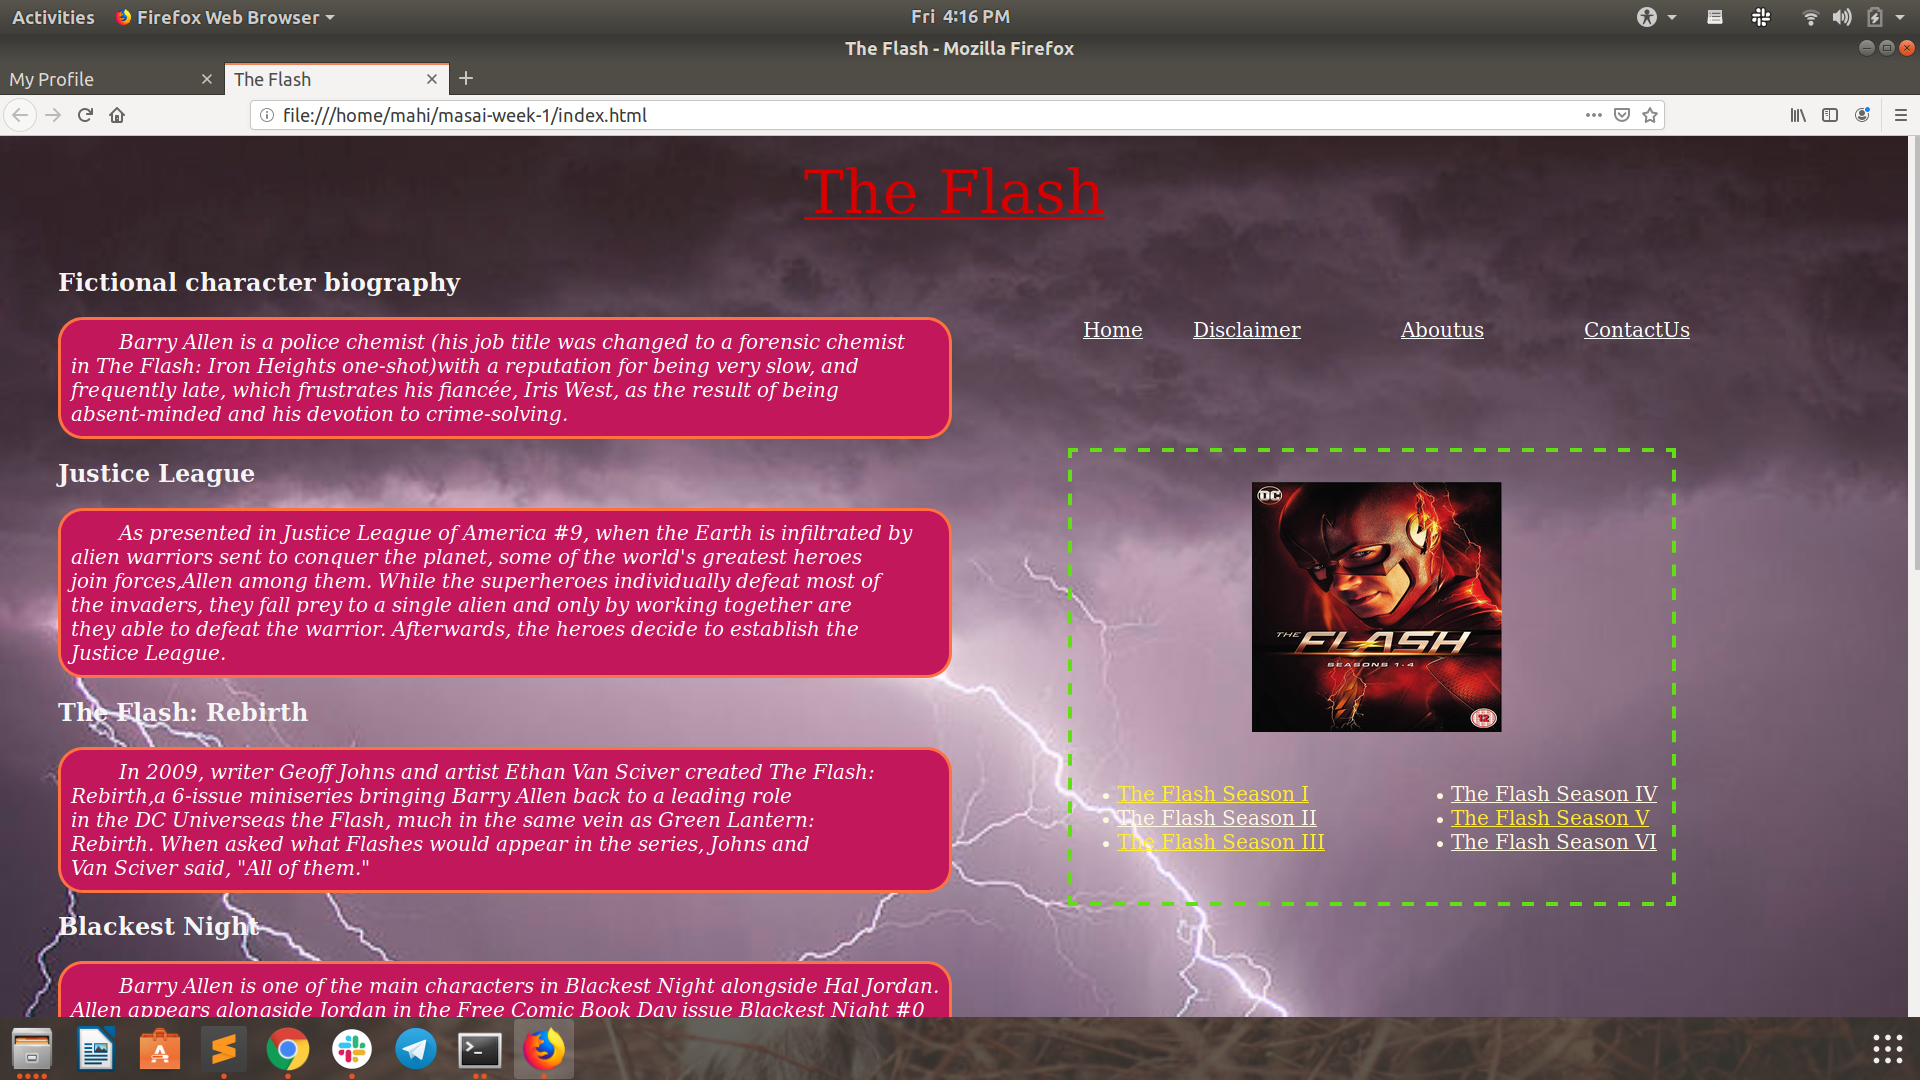 Activities
Firefox Web Browser
Fri 4:16 PM
The Flash - Mozilla Firefox
My Profile
The Flash
file:///home/mahi/masai-week-1/index.html
The Flash
Fictional character biography
Barry Allen is a police chemist (his job title was changed to a forensic chemist
in The Flash: Iron Heights one-shot)with a reputation for being very slow, and
frequently late, which frustrates his fiancée, Iris West, as the result of being
absent-minded and his devotion to crime-solving.
Justice League
As presented in Justice League of America #9, when the Earth is infiltrated by
alien warriors sent to conquer the planet, some of the world's greatest heroes
join forces,Allen among them. While the superheroes individually defeat most of
the invaders, they fall prey to a single alien and only by working together are
they able to defeat the warrior. Afterwards, the heroes decide to establish the
Justice League.
The Flash: Rebirth
In 2009, writer Geoff Johns and artist Ethan Van Sciver created The Flash:
Rebirth,a 6-issue miniseries bringing Barry Allen back to a leading role
in the DC Universeas the Flash, much in the same vein as Green Lantern:
Rebirth. When asked what Flashes would appear in the series, Johns and
Van Sciver said, "All of them."
Blackest Night
Barry Allen is one of the main characters in Blackest Night alongside Hal Jordan.
Allen appears alongside Jordan in the Free Comic Book Day issue Blackest Night #0
Home
Disclaimer
Aboutus
ContactUs
DC
THE FLASH
SEASONS 1-4
12
The Flash Season I
The Flash Season II
The Flash Season III
The Flash Season IV
The Flash Season V
The Flash Season VI